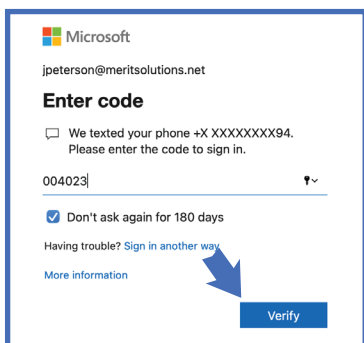 Microsoft
jpeterson@meritsolutions.net
Enter code
We texted your phone +X XXXXXXXX94.
Please enter the code to sign in.
004023
Don't ask again for 180 days
Having trouble? Sign in another way
More information
Verify